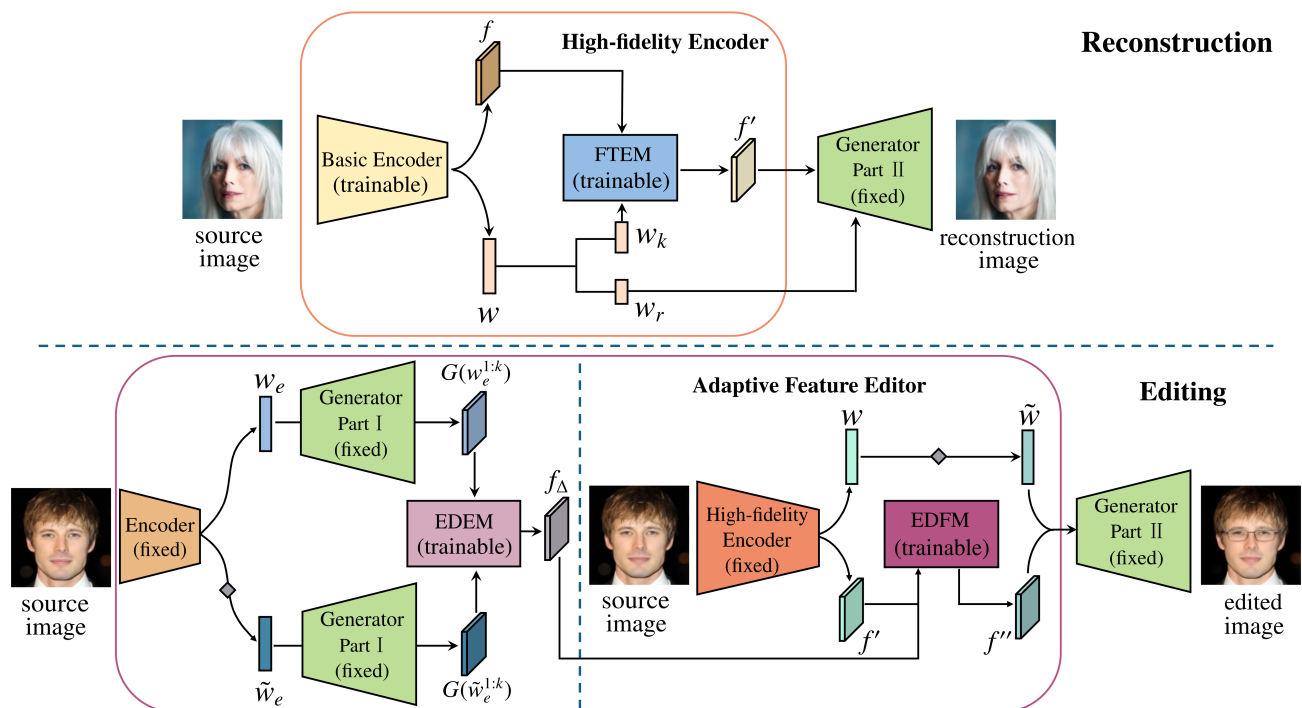 Reconstruction
High-fidelity Encoder
f
Basic Encoder
(trainable)
FTEM
(trainable)
f′
Generator
Part Ⅱ
(fixed)
source
image
reconstruction
image
w
w_k
w_r
Editing
Adaptive Feature Editor
w_e
Generator
Part Ⅰ
(fixed)
G(w_e^{1:k})
Encoder
(fixed)
source
image
EDEM
(trainable)
f_Δ
w̃_e
Generator
Part Ⅰ
(fixed)
G(w̃_e^{1:k})
source
image
High-fidelity
Encoder
(fixed)
w
w̃
EDFM
(trainable)
f′
f′′
Generator
Part Ⅱ
(fixed)
edited
image